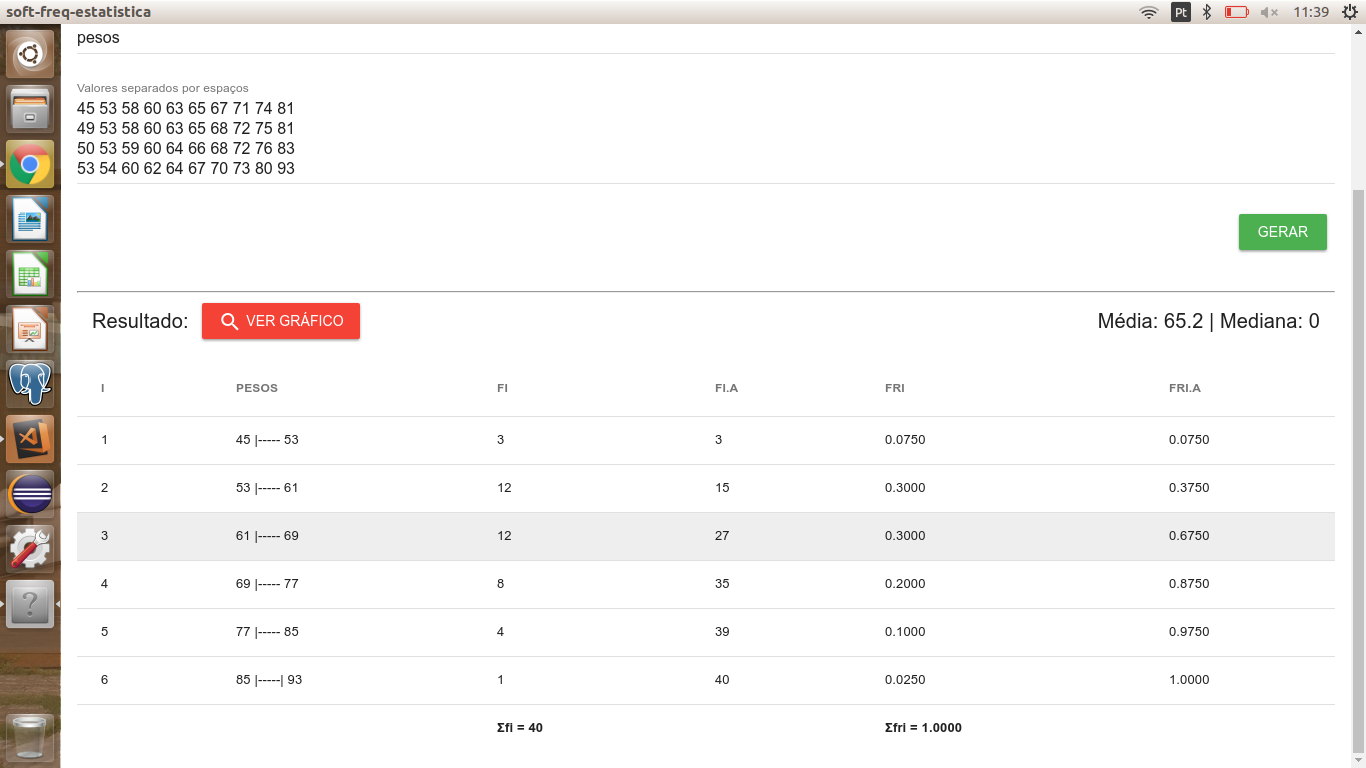 soft-freq-estatistica
Pt
11:39
pesos
Valores separados por espaços
45 53 58 60 63 65 67 71 74 81
49 53 58 60 63 65 68 72 75 81
50 53 59 60 64 66 68 72 76 83
53 54 60 62 64 67 70 73 80 93
GERAR
Resultado: VER GRÁFICO Média: 65.2 | Mediana: 0
I PESOS FI FI.A FRI FRI.A
1 45 |----- 53 3 3 0.0750 0.0750
2 53 |----- 61 12 15 0.3000 0.3750
3 61 |----- 69 12 27 0.3000 0.6750
4 69 |----- 77 8 35 0.2000 0.8750
5 77 |----- 85 4 39 0.1000 0.9750
6 85 |-----| 93 1 40 0.0250 1.0000
Σfi = 40 Σfri = 1.0000